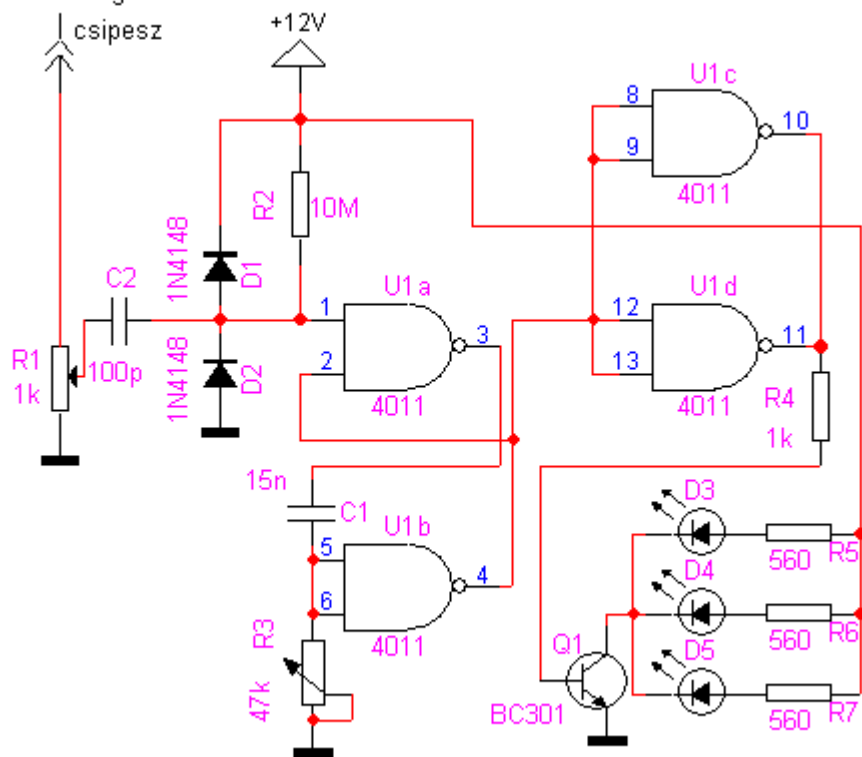 csipesz
+12V
R1
1k
C2
100p
1N4148
D1
1N4148
D2
R2
10M
U1a
1
2
3
4011
15n
C1
U1b
5
6
4
4011
R3
47k
U1c
8
9
10
4011
U1d
12
13
11
4011
R4
1k
D3
560
R5
D4
560
R6
D5
560
R7
Q1
BC301